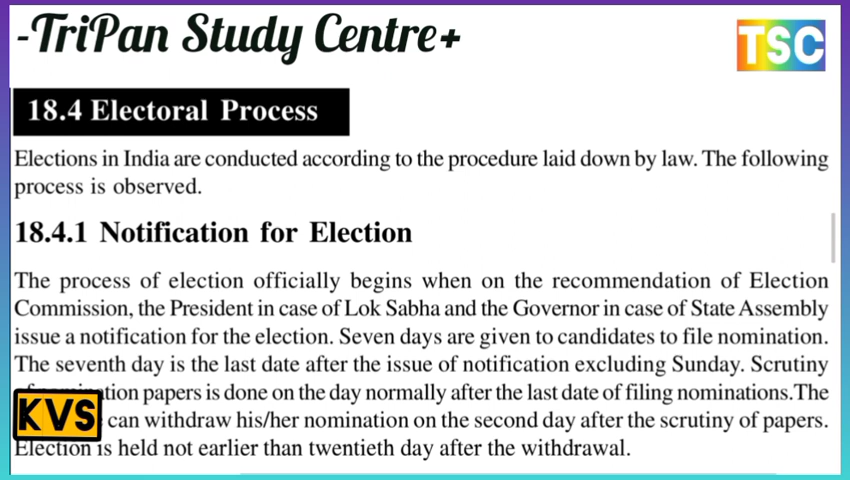 -TriPan Study Centre+
TSC
18.4 Electoral Process
Elections in India are conducted according to the procedure laid down by law. The following
process is observed.
18.4.1 Notification for Election
The process of election officially begins when on the recommendation of Election
Commission, the President in case of Lok Sabha and the Governor in case of State Assembly
issue a notification for the election. Seven days are given to candidates to file nomination.
The seventh day is the last date after the issue of notification excluding Sunday. Scrutiny
papers is done on the day normally after the last date of filing nominations.The
KVS
can withdraw his/her nomination on the second day after the scrutiny of papers.
Election is held not earlier than twentieth day after the withdrawal.